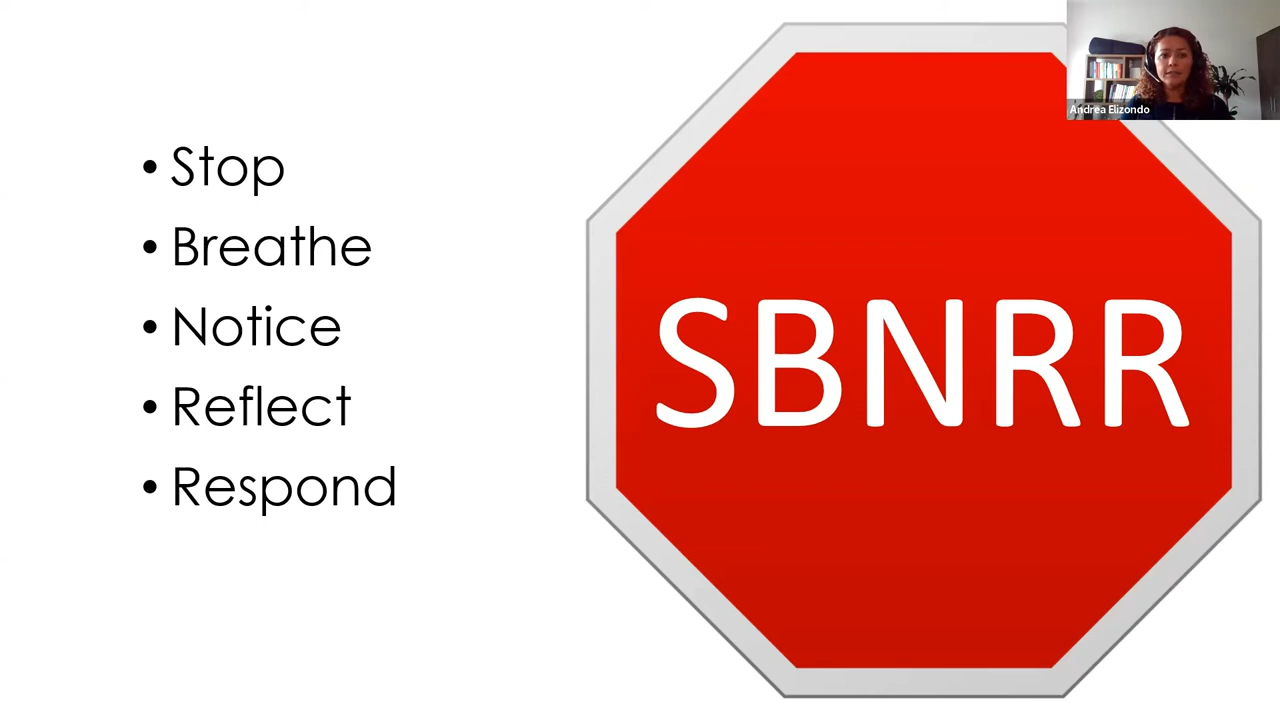 • Stop
• Breathe
• Notice
• Reflect
• Respond
SBNRR
Andrea Elizondo